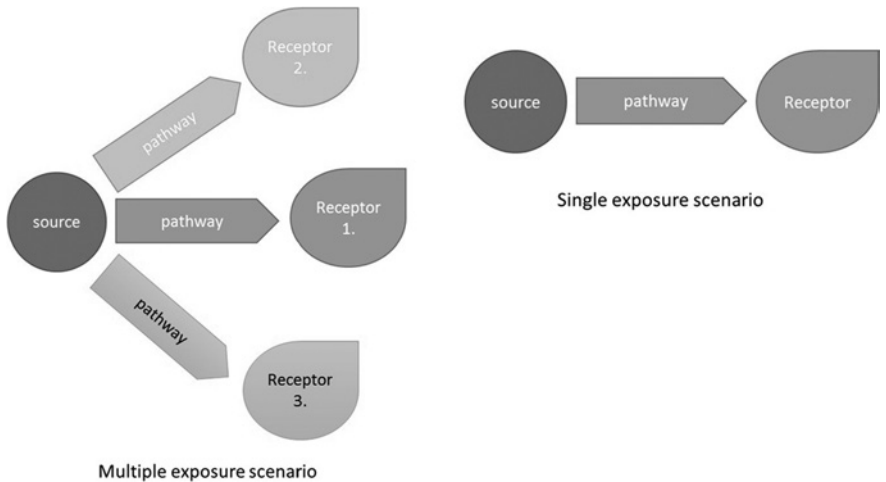 Receptor
2.
pathway
source
pathway
Receptor
1.
pathway
Receptor
3.
Multiple exposure scenario
source
pathway
Receptor
Single exposure scenario